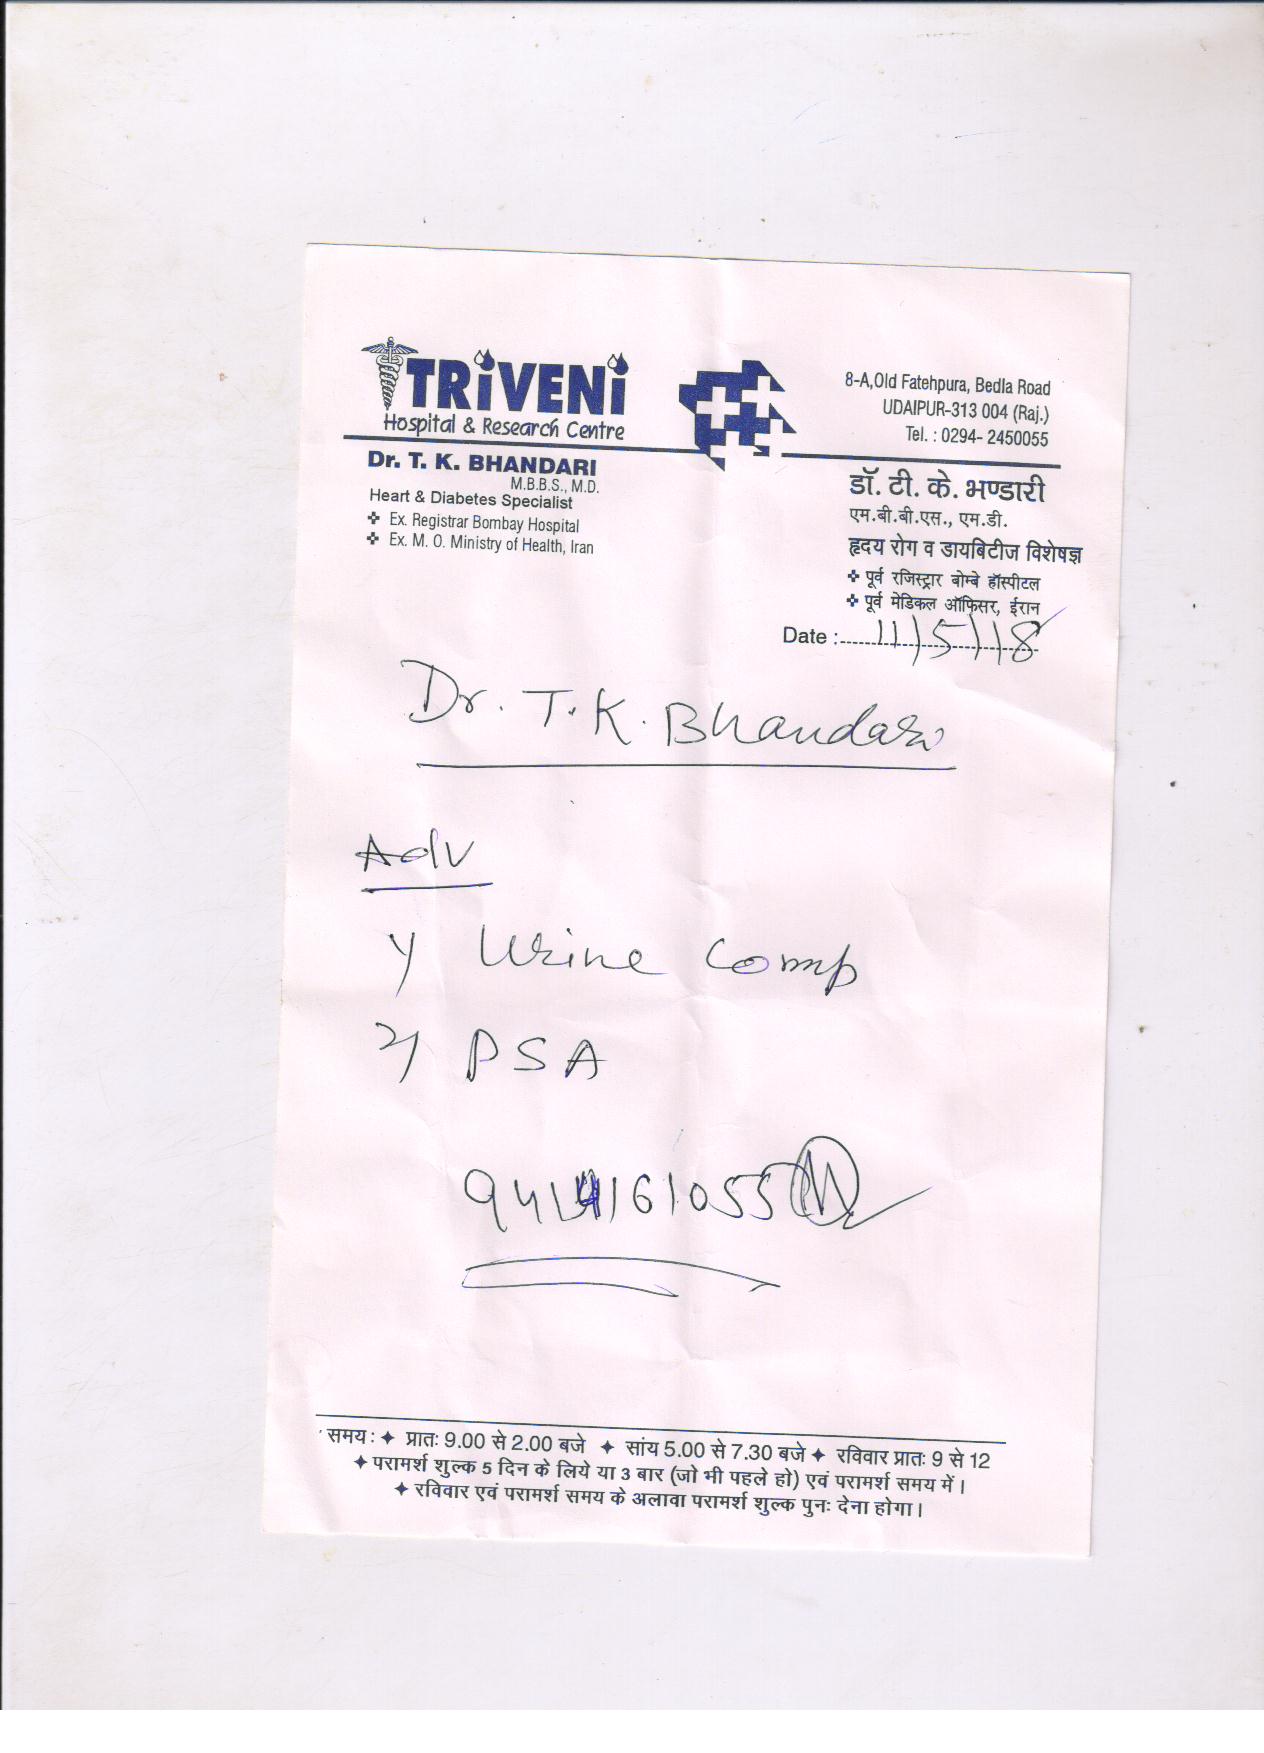 TRiVENi
Hospital & Research Centre
8-A,Old Fatehpura, Bedla Road
UDAIPUR-313 004 (Raj.)
Tel. : 0294- 2450055
Dr. T. K. BHANDARI
M.B.B.S., M.D.
Heart & Diabetes Specialist
Ex. Registrar Bombay Hospital
Ex. M. O. Ministry of Health, Iran
डॉ. टी. के. भण्डारी
एम.बी.बी.एस., एम.डी.
हृदय रोग व डायबिटीज विशेषज्ञ
पूर्व रजिस्ट्रार बोम्बे हॉस्पीटल
पूर्व मेडिकल ऑफिसर, ईरान
Date : 11/5/18
Dr. T. K. Bhandari
Adv
1) Urine Comp
2) PSA
9414161055
समय : ✦ प्रातः 9.00 से 2.00 बजे ✦ सांय 5.00 से 7.30 बजे ✦ रविवार प्रातः 9 से 12
✦ परामर्श शुल्क 5 दिन के लिये या 3 बार (जो भी पहले हो) एवं परामर्श समय में।
✦ रविवार एवं परामर्श समय के अलावा परामर्श शुल्क पुनः देना होगा।